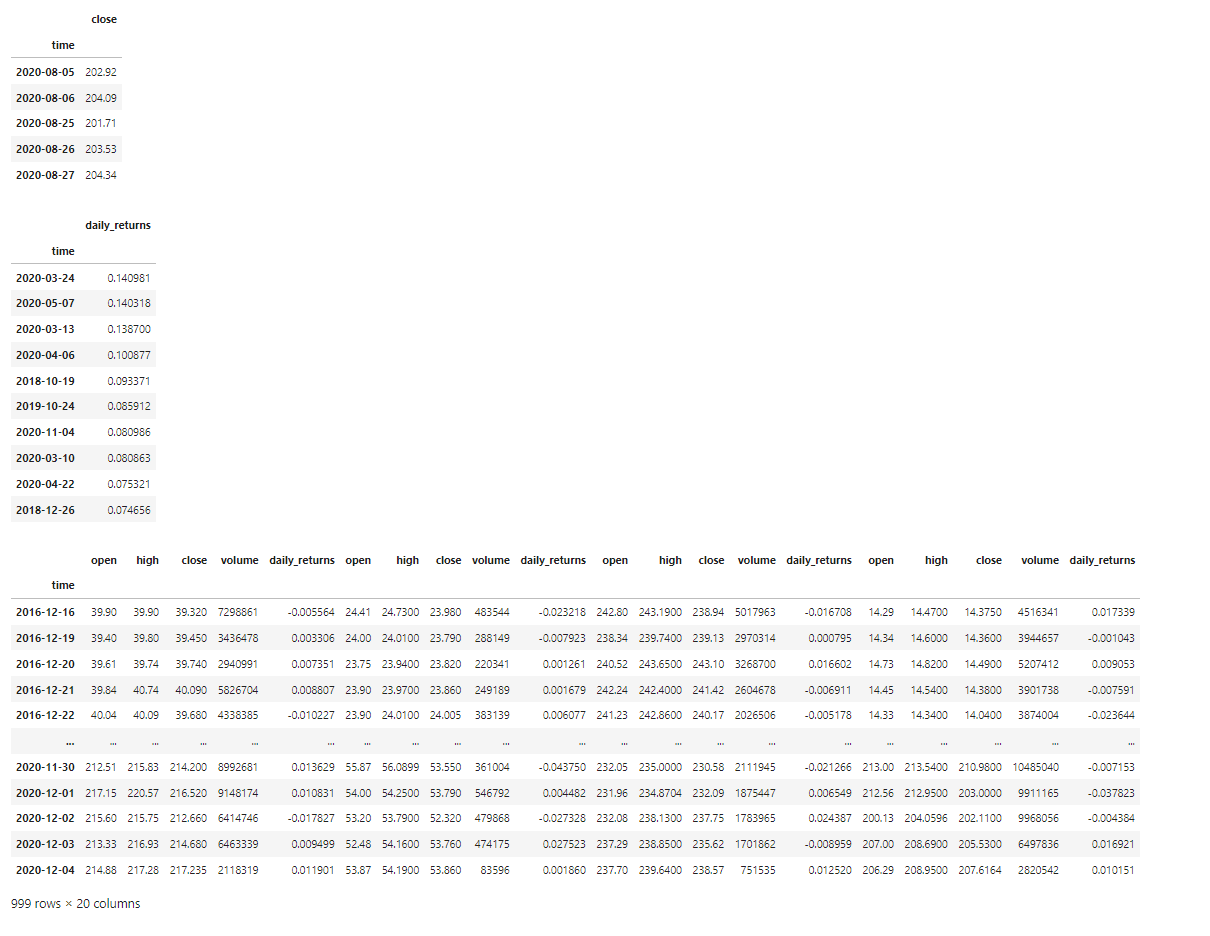 close
time
2020-08-05 202.92
2020-08-06 204.09
2020-08-25 201.71
2020-08-26 203.53
2020-08-27 204.34
daily_returns
time
2020-03-24 0.140981
2020-05-07 0.140318
2020-03-13 0.138700
2020-04-06 0.100877
2018-10-19 0.093371
2019-10-24 0.085912
2020-11-04 0.080986
2020-03-10 0.080863
2020-04-22 0.075321
2018-12-26 0.074656
open high close volume daily_returns open high close volume daily_returns open high close volume daily_returns open high close volume daily_returns
time
2016-12-16 39.90 39.90 39.320 7298861 -0.005564 24.41 24.7300 23.980 483544 -0.023218 242.80 243.1900 238.94 5017963 -0.016708 14.29 14.4700 14.3750 4516341 0.017339
2016-12-19 39.40 39.80 39.450 3436478 0.003306 24.00 24.0100 23.790 288149 -0.007923 238.34 239.7400 239.13 2970314 0.000795 14.34 14.6000 14.3600 3944657 -0.001043
2016-12-20 39.61 39.74 39.740 2940991 0.007351 23.75 23.9400 23.820 220341 0.001261 240.52 243.6500 243.10 3268700 0.016602 14.73 14.8200 14.4900 5207412 0.009053
2016-12-21 39.84 40.74 40.090 5826704 0.008807 23.90 23.9700 23.860 249189 0.001679 242.24 242.4000 241.42 2604678 -0.006911 14.45 14.5400 14.3800 3901738 -0.007591
2016-12-22 40.04 40.09 39.680 4338385 -0.010227 23.90 24.0100 24.005 383139 0.006077 241.23 242.8600 240.17 2026506 -0.005178 14.33 14.3400 14.0400 3874004 -0.023644
... ... ... ... ... ... ... ... ... ... ... ... ... ... ... ... ... ... ... ... ...
2020-11-30 212.51 215.83 214.200 8992681 0.013629 55.87 56.0899 53.550 361004 -0.043750 232.05 235.0000 230.58 2111945 -0.021266 213.00 213.5400 210.9800 10485040 -0.007153
2020-12-01 217.15 220.57 216.520 9148174 0.010831 54.00 54.2500 53.790 546792 0.004482 231.96 234.8704 232.09 1875447 0.006549 212.56 212.9500 203.0000 9911165 -0.037823
2020-12-02 215.60 215.75 212.660 6414746 -0.017827 53.20 53.7900 52.320 479868 -0.027328 232.08 238.1300 237.75 1783965 0.024387 200.13 204.0596 202.1100 9968056 -0.004384
2020-12-03 213.33 216.93 214.680 6463339 0.009499 52.48 54.1600 53.760 474175 0.027523 237.29 238.8500 235.62 1701862 -0.008959 207.00 208.6900 205.5300 6497836 0.016921
2020-12-04 214.88 217.28 217.235 2118319 0.011901 53.87 54.1900 53.860 83596 0.001860 237.70 239.6400 238.57 751535 0.012520 206.29 208.9500 207.6164 2820542 0.010151
999 rows × 20 columns